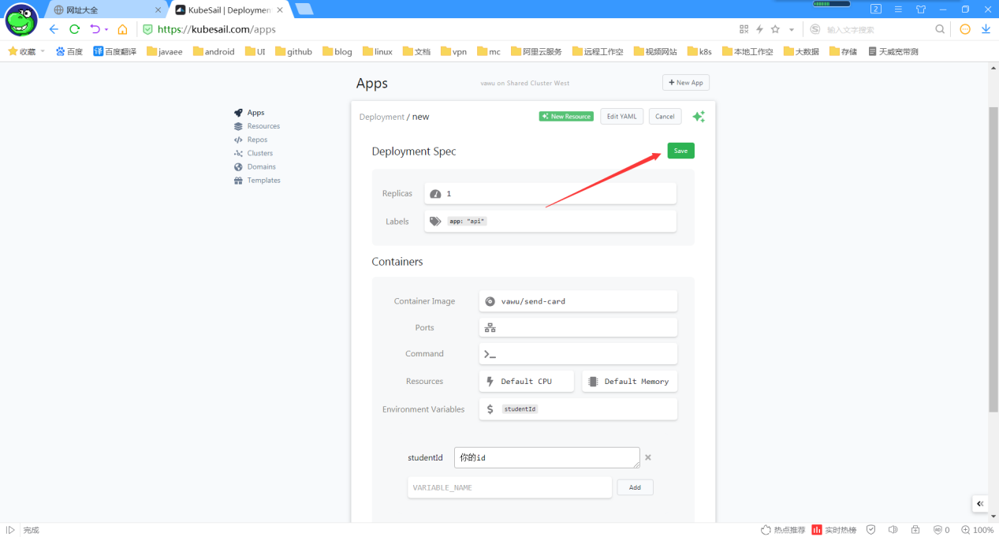 网址大全
KubeSail | Deploymen
2
https://kubesail.com/apps
输入文字搜索
收藏 百度 百度翻译 javaee android UI github blog linux 文档 vpn mc 阿里云服务 远程工作空 视频网站 k8s 本地工作空 大数据 存储 天威宽带测
译
Apps
vawu on Shared Cluster West
New App
Apps
Resources
Repos
Clusters
Domains
Templates
Deployment / new
New Resource
Edit YAML
Cancel
Deployment Spec
Save
Replicas 1
Labels app: "api"
Containers
Container Image vawu/send-card
Ports
Command
Resources Default CPU Default Memory
Environment Variables $ studentId
studentId 你的id
VARIABLE_NAME Add
完成
热点推荐 实时热榜 0 100%